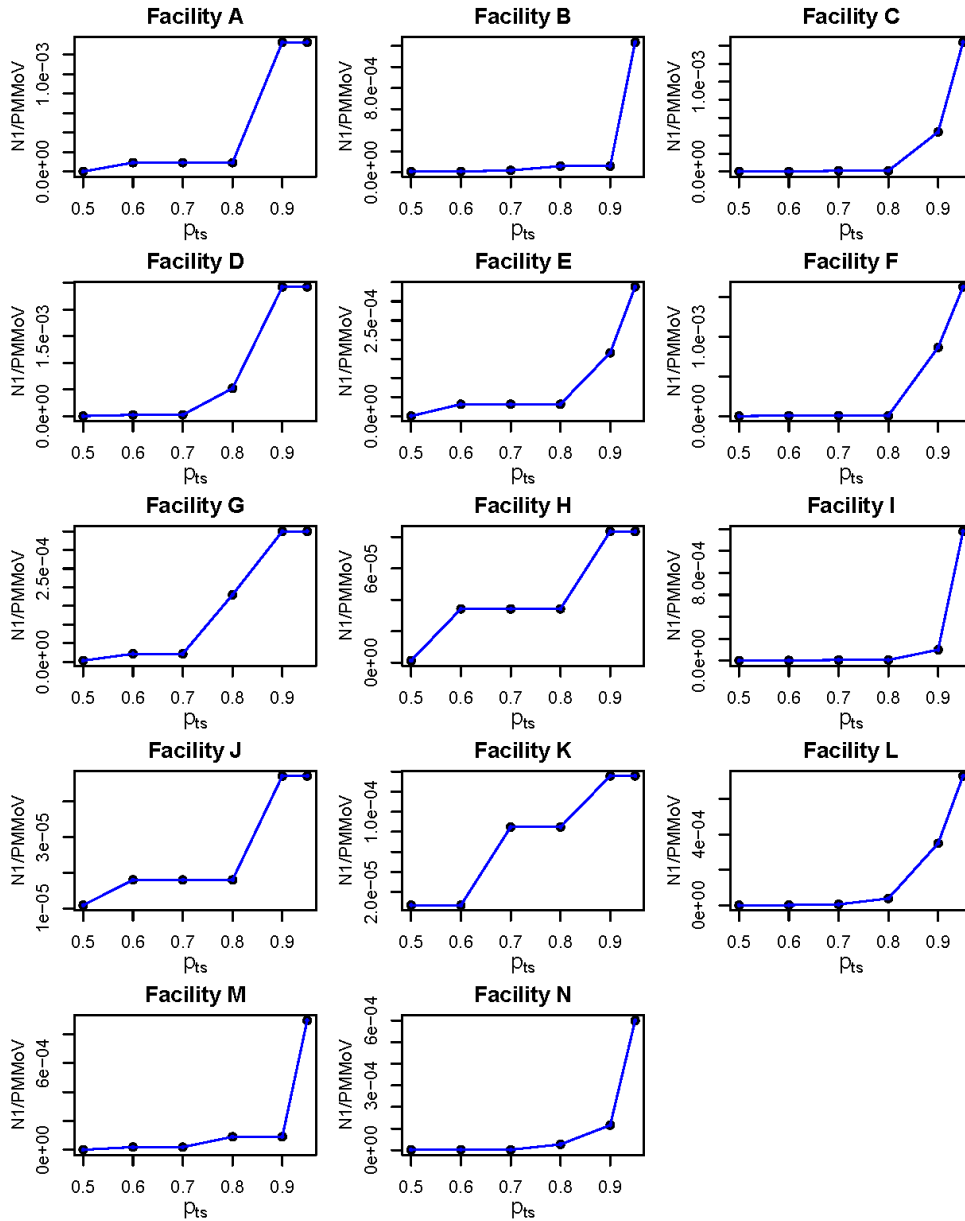 Facility A
N1/PMMoV
0.0e+00 1.0e-03
0.5 0.6 0.7 0.8 0.9
pts
Facility B
N1/PMMoV
0.0e+00 8.0e-04
0.5 0.6 0.7 0.8 0.9
pts
Facility C
N1/PMMoV
0.0e+00 1.0e-03
0.5 0.6 0.7 0.8 0.9
pts
Facility D
N1/PMMoV
0.0e+00 1.5e-03
0.5 0.6 0.7 0.8 0.9
pts
Facility E
N1/PMMoV
0.0e+00 2.5e-04
0.5 0.6 0.7 0.8 0.9
pts
Facility F
N1/PMMoV
0.0e+00 1.0e-03
0.5 0.6 0.7 0.8 0.9
pts
Facility G
N1/PMMoV
0.0e+00 2.5e-04
0.5 0.6 0.7 0.8 0.9
pts
Facility H
N1/PMMoV
0e+00 6e-05
0.5 0.6 0.7 0.8 0.9
pts
Facility I
N1/PMMoV
0.0e+00 8.0e-04
0.5 0.6 0.7 0.8 0.9
pts
Facility J
N1/PMMoV
1e-05 3e-05
0.5 0.6 0.7 0.8 0.9
pts
Facility K
N1/PMMoV
2.0e-05 1.0e-04
0.5 0.6 0.7 0.8 0.9
pts
Facility L
N1/PMMoV
0e+00 4e-04
0.5 0.6 0.7 0.8 0.9
pts
Facility M
N1/PMMoV
0e+00 6e-04
0.5 0.6 0.7 0.8 0.9
pts
Facility N
N1/PMMoV
0e+00 3e-04 6e-04
0.5 0.6 0.7 0.8 0.9
pts